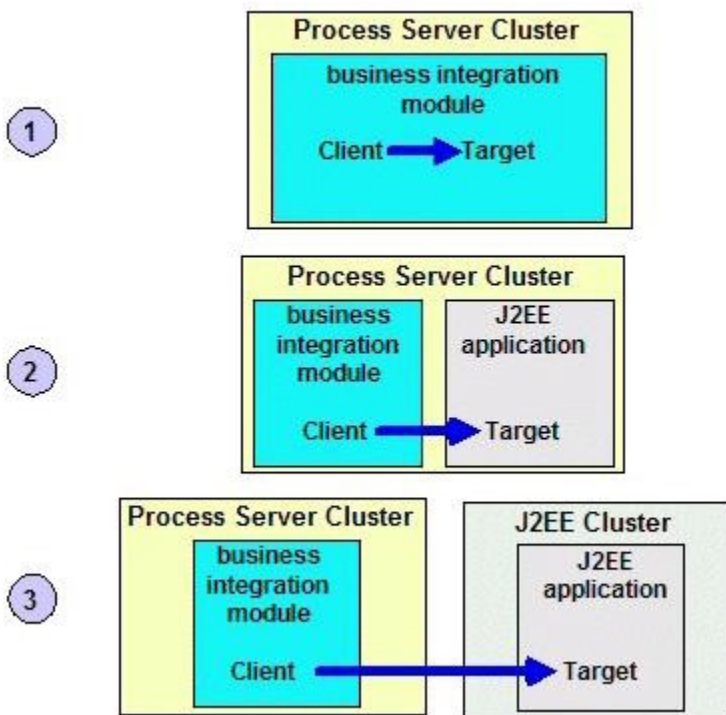 Process Server Cluster
business integration
module
1
Client Target
Process Server Cluster
business
integration
module
J2EE
application
2
Client Target
Process Server Cluster
J2EE Cluster
business
integration
module
J2EE
application
3
Client Target